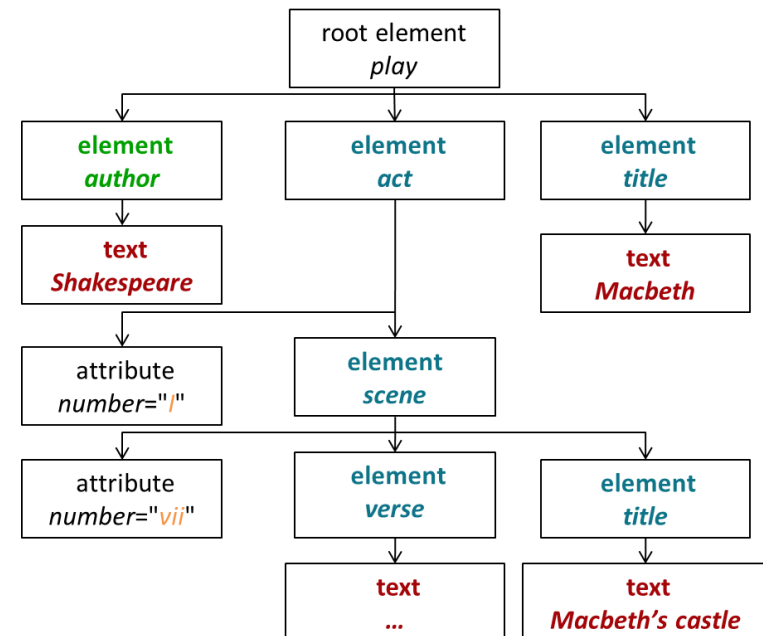 root element
play
element
author
element
act
element
title
text
Shakespeare
text
Macbeth
attribute
number="I"
element
scene
attribute
number="vii"
element
verse
element
title
text
...
text
Macbeth’s castle